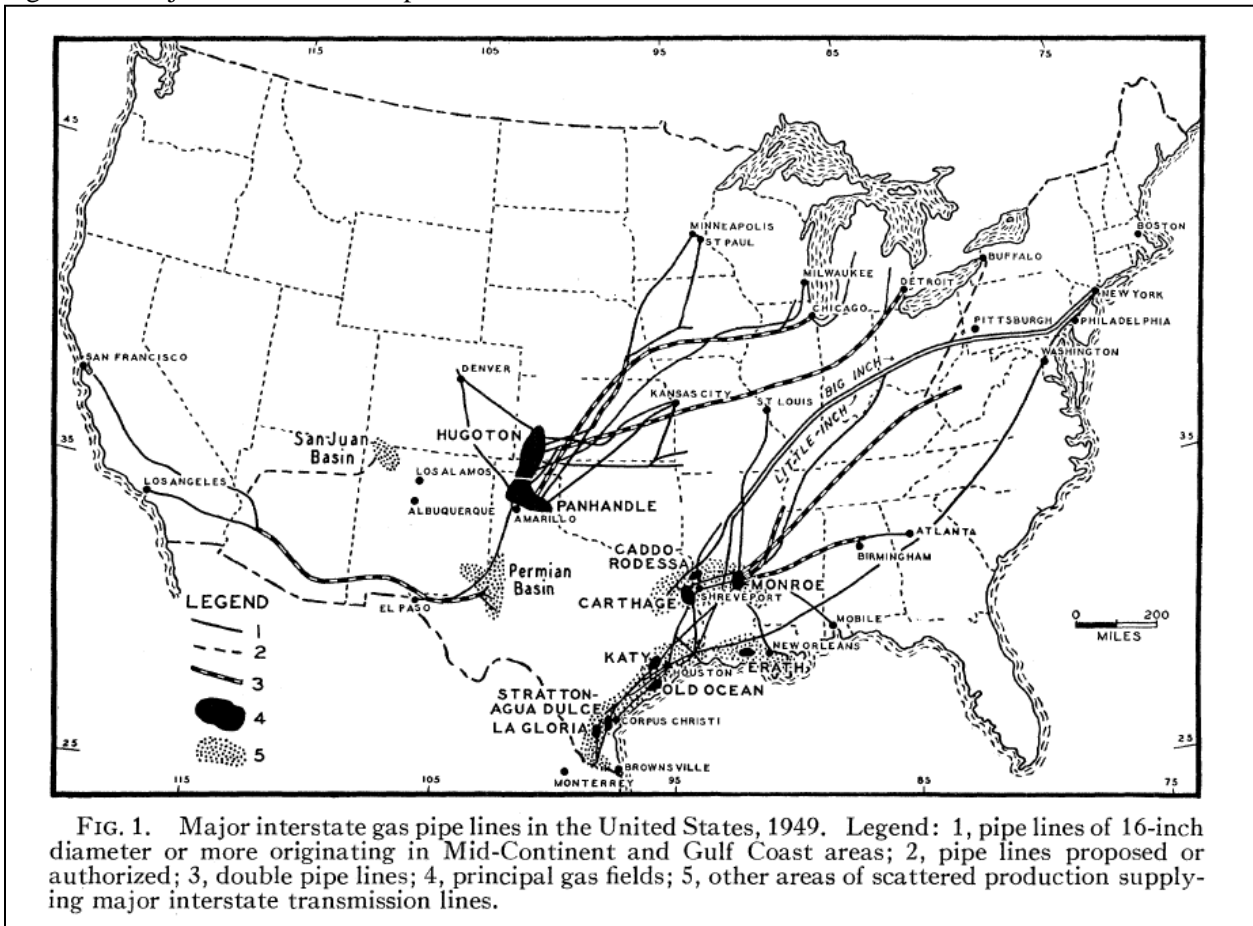 115
105
95
85
75
45
MINNEAPOLIS
ST PAUL
BOSTON
BUFFALO
MILWAUKEE
DETROIT
CHICAGO
NEW YORK
PITTSBURGH
PHILADELPHIA
WASHINGTON
SAN FRANCISCO
DENVER
KANSAS CITY
ST LOUIS
BIG INCH
LITTLE-INCH
35
HUGOTON
San Juan
Basin
35
LOS ALAMOS
LOS ANGELES
ALBUQUERQUE
AMARILLO
PANHANDLE
ATLANTA
BIRMINGHAM
CADDO-
RODESSA
Permian
Basin
MONROE
CARTHAGE
SHREVEPORT
EL PASO
LEGEND
1
2
3
4
5
MOBILE
0 200
MILES
KATY
NEW ORLEANS
HOUSTON
ERATH
OLD OCEAN
STRATTON-
AGUA DULCE
LA GLORIA
CORPUS CHRISTI
25
25
BROWNSVILLE
MONTERREY
115
105
95
85
75
FIG. 1. Major interstate gas pipe lines in the United States, 1949. Legend: 1, pipe lines of 16-inch
diameter or more originating in Mid-Continent and Gulf Coast areas; 2, pipe lines proposed or
authorized; 3, double pipe lines; 4, principal gas fields; 5, other areas of scattered production supply-
ing major interstate transmission lines.